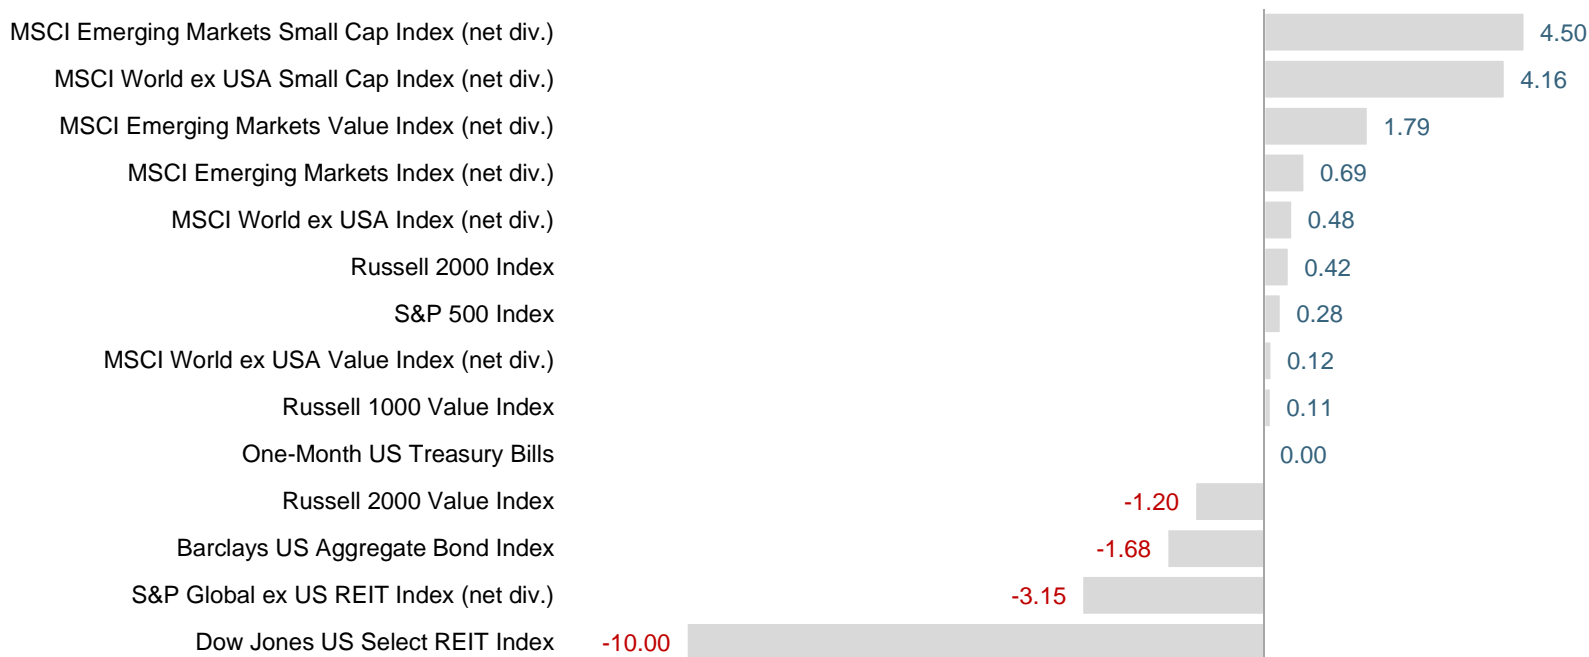 MSCI Emerging Markets Small Cap Index (net div.) 4.50
MSCI World ex USA Small Cap Index (net div.) 4.16
MSCI Emerging Markets Value Index (net div.) 1.79
MSCI Emerging Markets Index (net div.) 0.69
MSCI World ex USA Index (net div.) 0.48
Russell 2000 Index 0.42
S&P 500 Index 0.28
MSCI World ex USA Value Index (net div.) 0.12
Russell 1000 Value Index 0.11
One-Month US Treasury Bills 0.00
Russell 2000 Value Index -1.20
Barclays US Aggregate Bond Index -1.68
S&P Global ex US REIT Index (net div.) -3.15
Dow Jones US Select REIT Index -10.00